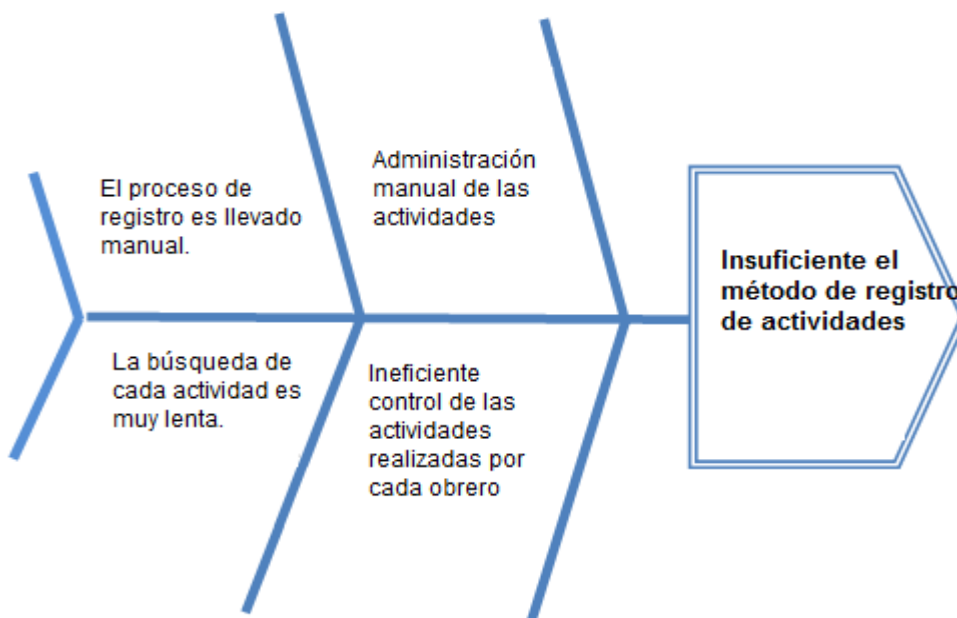 El proceso de
registro es llevado
manual.
Administración
manual de las
actividades
Insuficiente el
método de registro
de actividades
La búsqueda de
cada actividad es
muy lenta.
Ineficiente
control de las
actividades
realizadas por
cada obrero